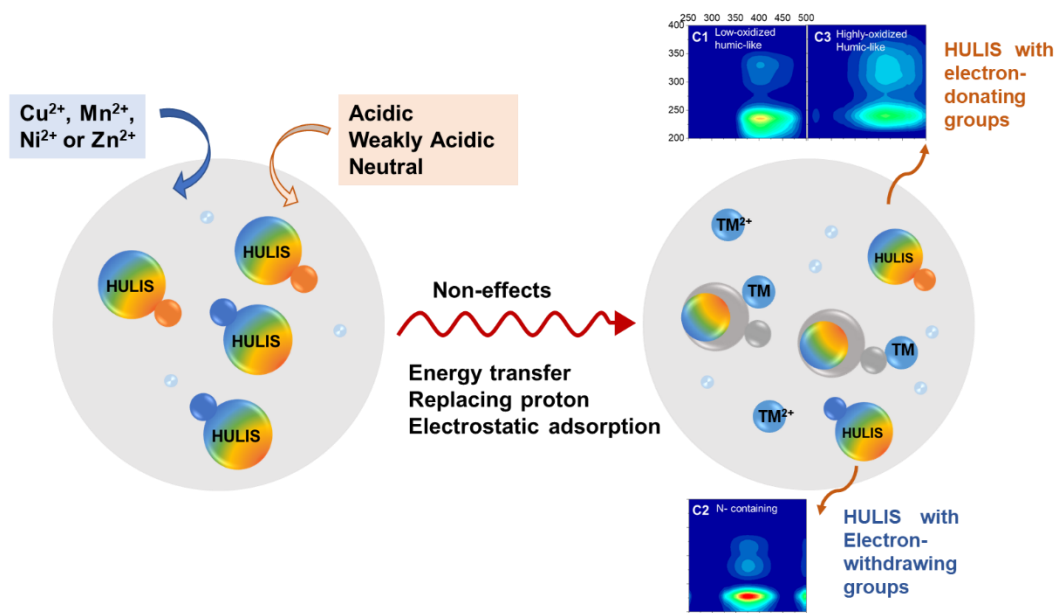 Cu²⁺, Mn²⁺,
Ni²⁺ or Zn²⁺
Acidic
Weakly Acidic
Neutral
HULIS
HULIS
HULIS
HULIS
Non-effects
Energy transfer
Replacing proton
Electrostatic adsorption
250 300 350 400 450 500
400
350
300
250
200
C1 Low-oxidized
humic-like
C3 Highly-oxidized
Humic-like
HULIS with
electron-
donating
groups
TM²⁺
HULIS
TM
TM
TM²⁺
HULIS
C2 N- containing
HULIS with
Electron-
withdrawing
groups